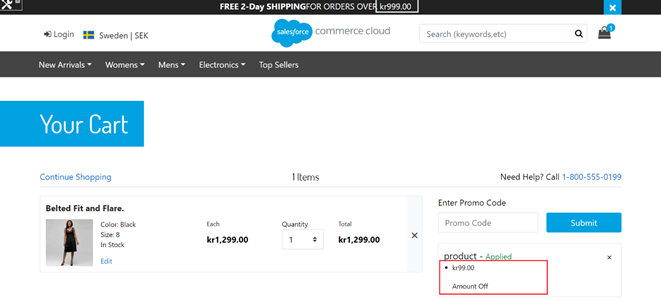 FREE 2-Day SHIPPING FOR ORDERS OVER kr999.00
Login
Sweden | SEK
salesforce commerce cloud
Search (keywords,etc)
1
New Arrivals Womens Mens Electronics Top Sellers
Your Cart
Continue Shopping
1 Items
Need Help? Call 1-800-555-0199
Belted Fit and Flare.
Color: Black
Size: 8
In Stock
Edit
Each
kr1,299.00
Quantity
1
Total
kr1,299.00
Enter Promo Code
Promo Code
Submit
product - Applied
kr99.00
Amount Off